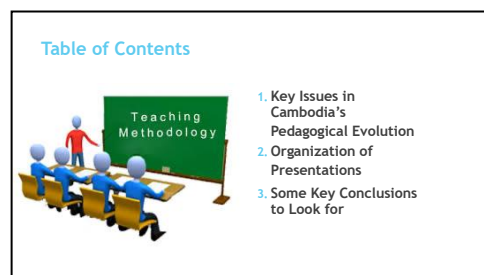 Table of Contents
Teaching
Methodology
1. Key Issues in
Cambodia's
Pedagogical Evolution
2. Organization of
Presentations
3. Some Key Conclusions
to Look for